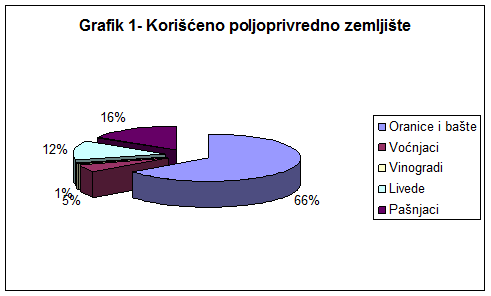 Grafik 1- Korišćeno poljoprivredno zemljište
16%
12%
1%
5%
66%
Oranice i bašte
Voćnjaci
Vinogradi
Livede
Pašnjaci